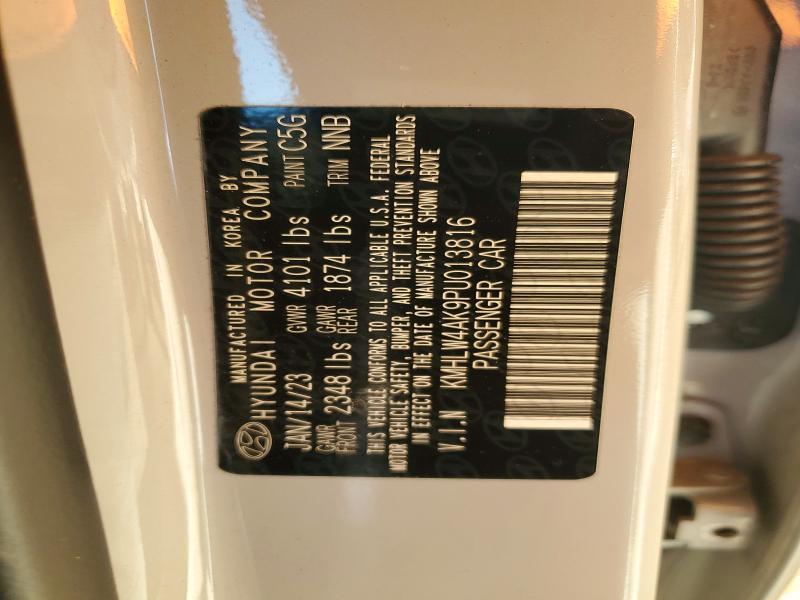 MANUFACTURED IN KOREA BY
HYUNDAI MOTOR COMPANY
JAN/14/23 GVWR 4101 lbs PAINT C5G
GAWR FRONT 2348 lbs GAWR REAR 1874 lbs TRIM NNB
THIS VEHICLE CONFORMS TO ALL APPLICABLE U.S.A. FEDERAL
MOTOR VEHICLE SAFETY, BUMPER, AND THEFT PREVENTION STANDARDS
IN EFFECT ON THE DATE OF MANUFACTURE SHOWN ABOVE
V.I.N KMHLW4AK9PU013816
PASSENGER CAR